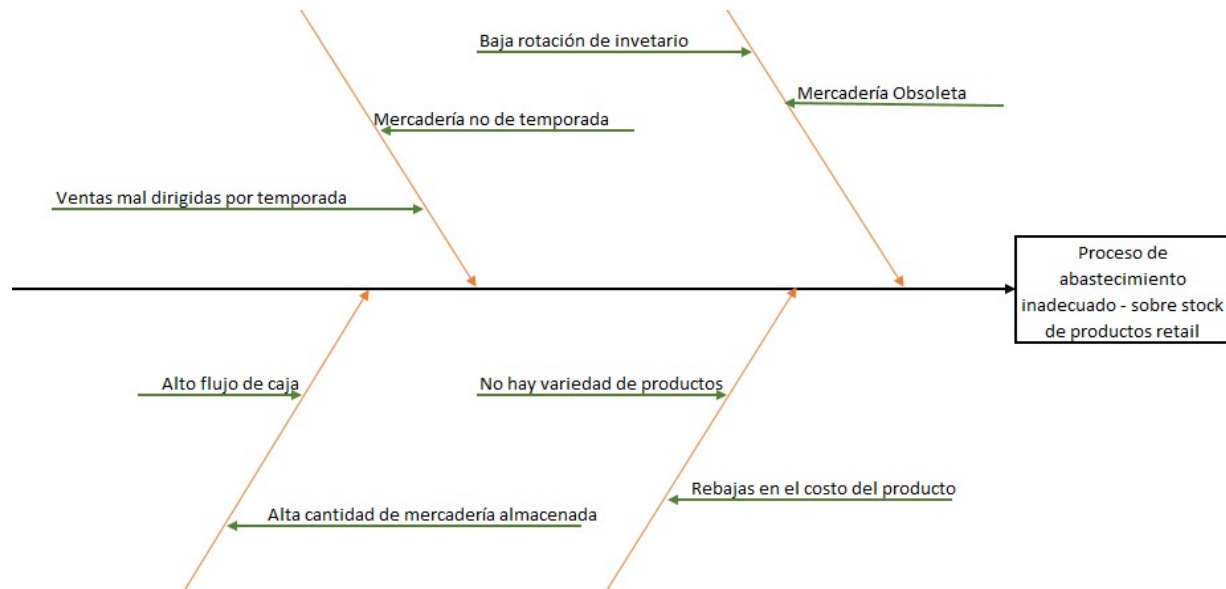 Baja rotación de invetario
Mercadería Obsoleta
Mercadería no de temporada
Ventas mal dirigidas por temporada
Proceso de
abastecimiento
inadecuado - sobre stock
de productos retail
Alto flujo de caja
No hay variedad de productos
Rebajas en el costo del producto
Alta cantidad de mercadería almacenada